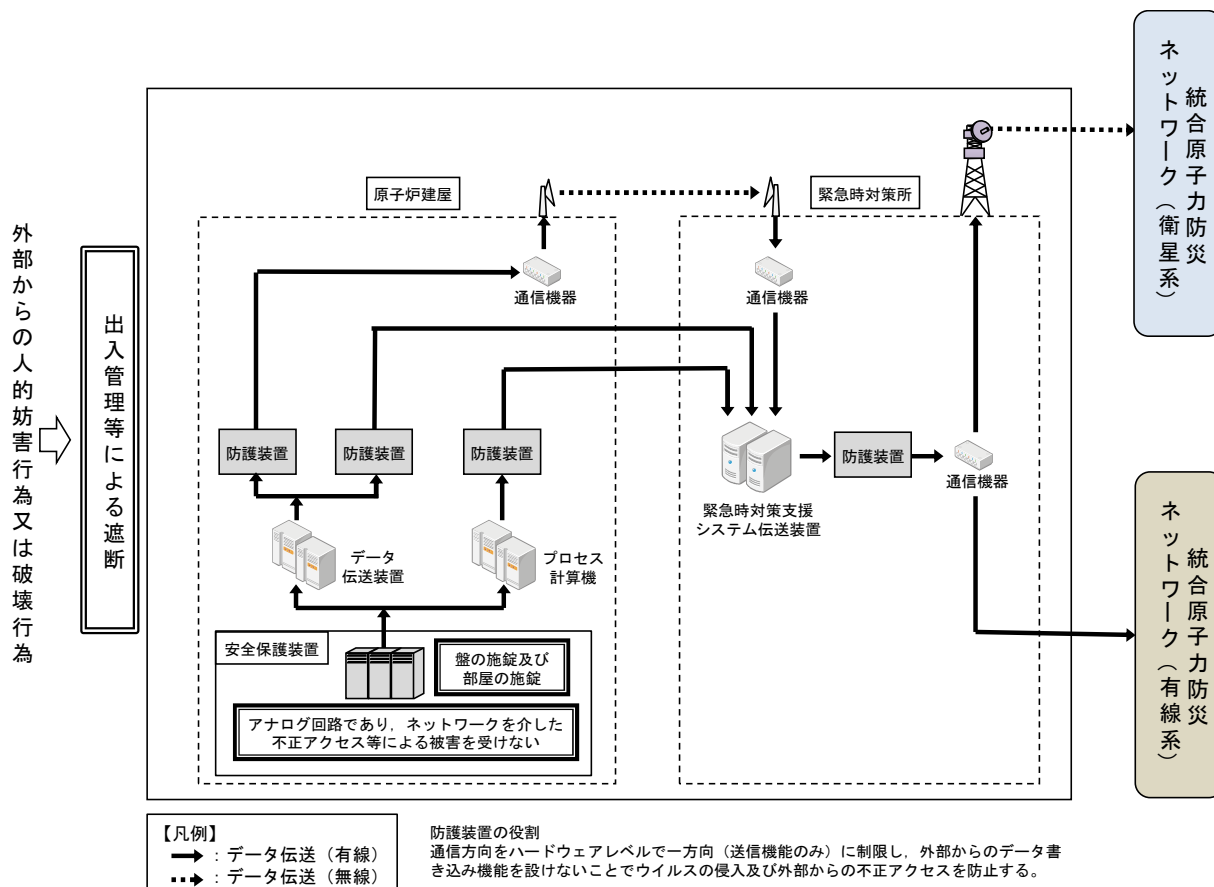 外部からの人的妨害行為又は破壊行為
出入管理等による遮断
原子炉建屋
緊急時対策所
通信機器
通信機器
防護装置
防護装置
防護装置
防護装置
通信機器
緊急時対策支援
システム伝送装置
データ
伝送装置
プロセス
計算機
安全保護装置
盤の施錠及び
部屋の施錠
アナログ回路であり，ネットワークを介した
不正アクセス等による被害を受けない
統合原子力防災
ネットワーク（衛星系）
統合原子力防災
ネットワーク（有線系）
【凡例】
：データ伝送（有線）
：データ伝送（無線）
防護装置の役割
通信方向をハードウェアレベルで一方向（送信機能のみ）に制限し，外部からのデータ書
き込み機能を設けないことでウイルスの侵入及び外部からの不正アクセスを防止する。